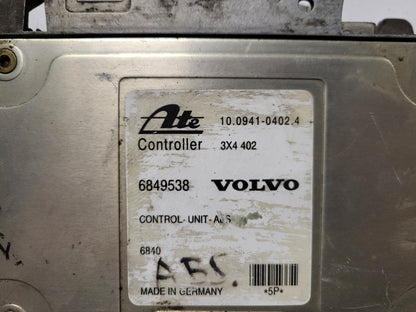 Ate 10.0941-0402.4
Controller 3X4 402
6849538 VOLVO
CONTROL-UNIT-ABS
6840
ABS.
MADE IN GERMANY *5P*